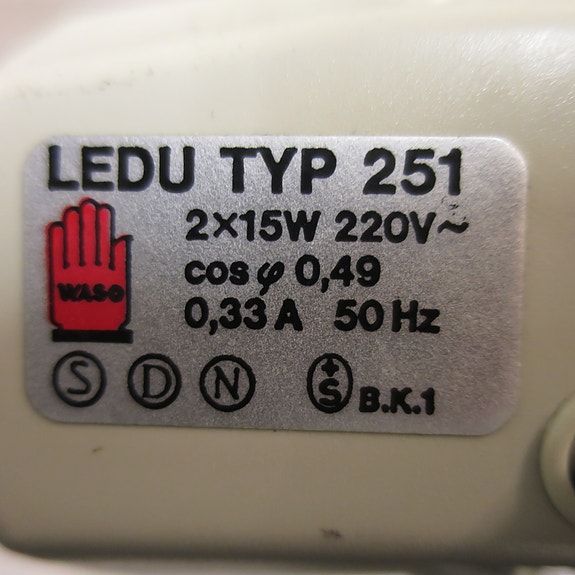 LEDU TYP 251
WASO
2×15W 220V~
cos φ 0,49
0,33 A 50 Hz
S D N +S B.K.1